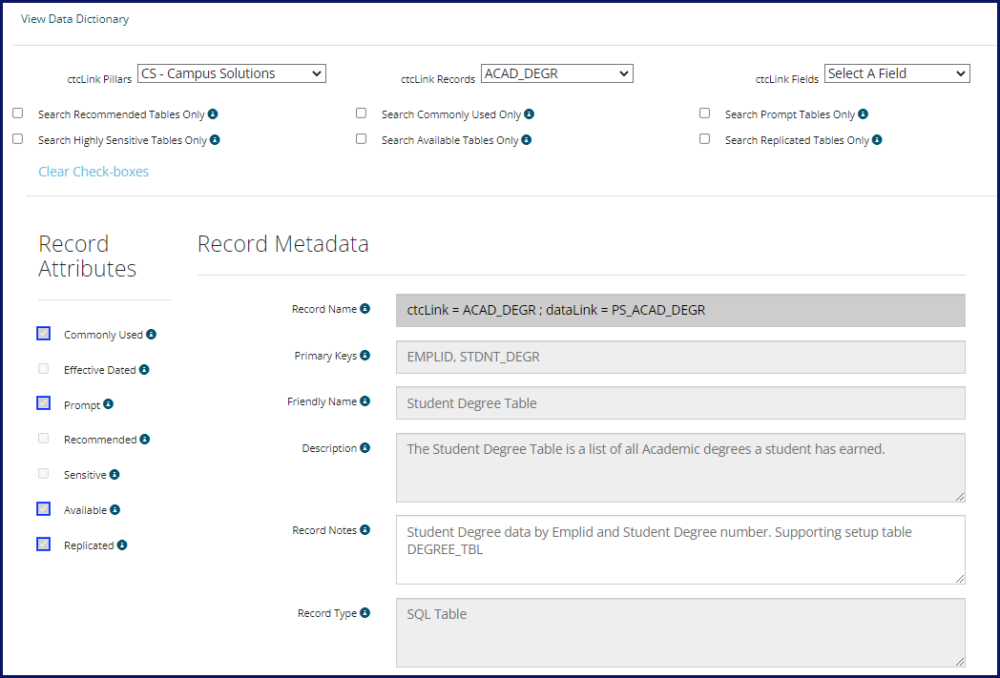 View Data Dictionary
ctcLink Pillars CS - Campus Solutions ctcLink Records ACAD_DEGR ctcLink Fields Select A Field
Search Recommended Tables Only Search Commonly Used Only Search Prompt Tables Only
Search Highly Sensitive Tables Only Search Available Tables Only Search Replicated Tables Only
Clear Check-boxes
Record
Attributes
Commonly Used
Effective Dated
Prompt
Recommended
Sensitive
Available
Replicated
Record Metadata
Record Name ctcLink = ACAD_DEGR ; dataLink = PS_ACAD_DEGR
Primary Keys EMPLID, STDNT_DEGR
Friendly Name Student Degree Table
Description The Student Degree Table is a list of all Academic degrees a student has earned.
Record Notes Student Degree data by Emplid and Student Degree number. Supporting setup table
DEGREE_TBL
Record Type SQL Table